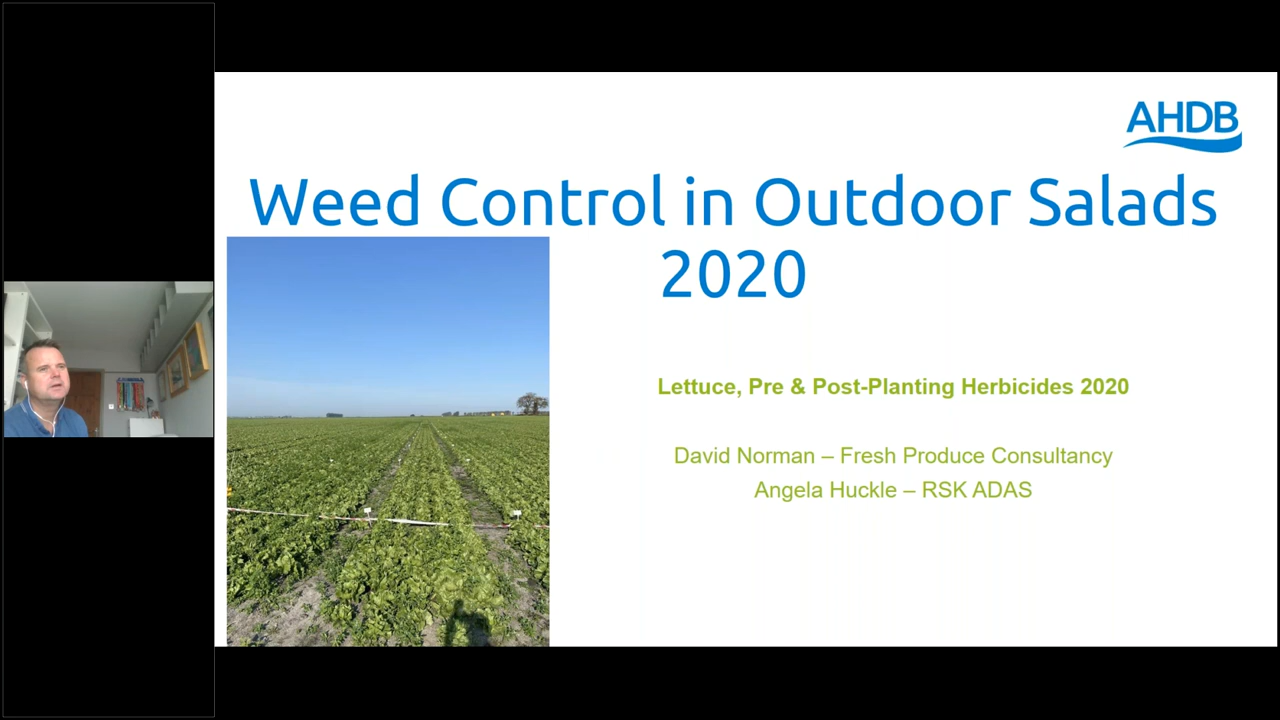 AHDB
Weed Control in Outdoor Salads
2020
Lettuce, Pre & Post-Planting Herbicides 2020
David Norman – Fresh Produce Consultancy
Angela Huckle – RSK ADAS